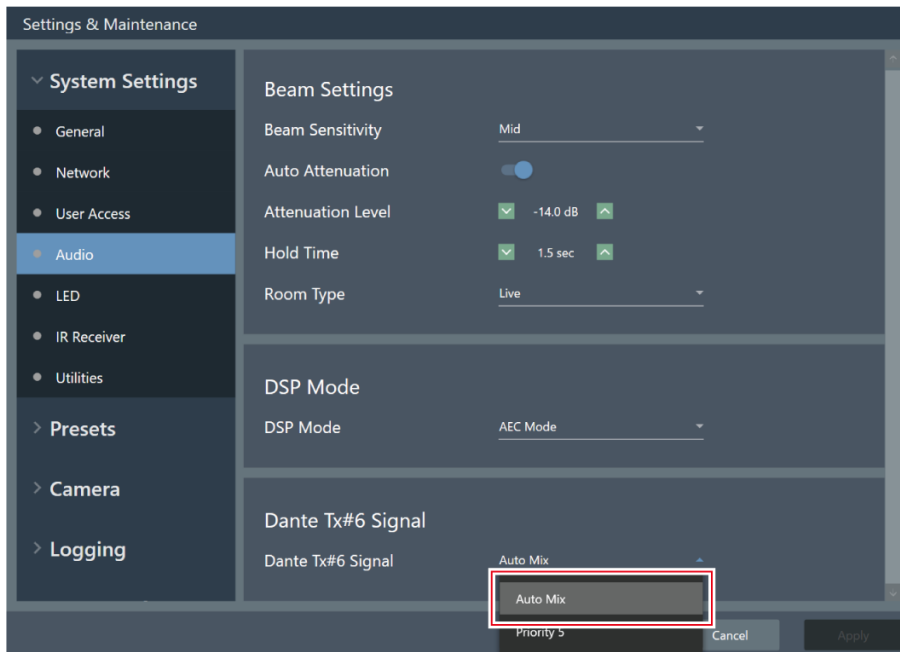 Settings & Maintenance
System Settings
General
Network
User Access
Audio
LED
IR Receiver
Utilities
Presets
Camera
Logging
Beam Settings
Beam Sensitivity Mid
Auto Attenuation
Attenuation Level -14.0 dB
Hold Time 1.5 sec
Room Type Live
DSP Mode
DSP Mode AEC Mode
Dante Tx#6 Signal
Dante Tx#6 Signal Auto Mix
Auto Mix
Priority 5
Cancel Apply